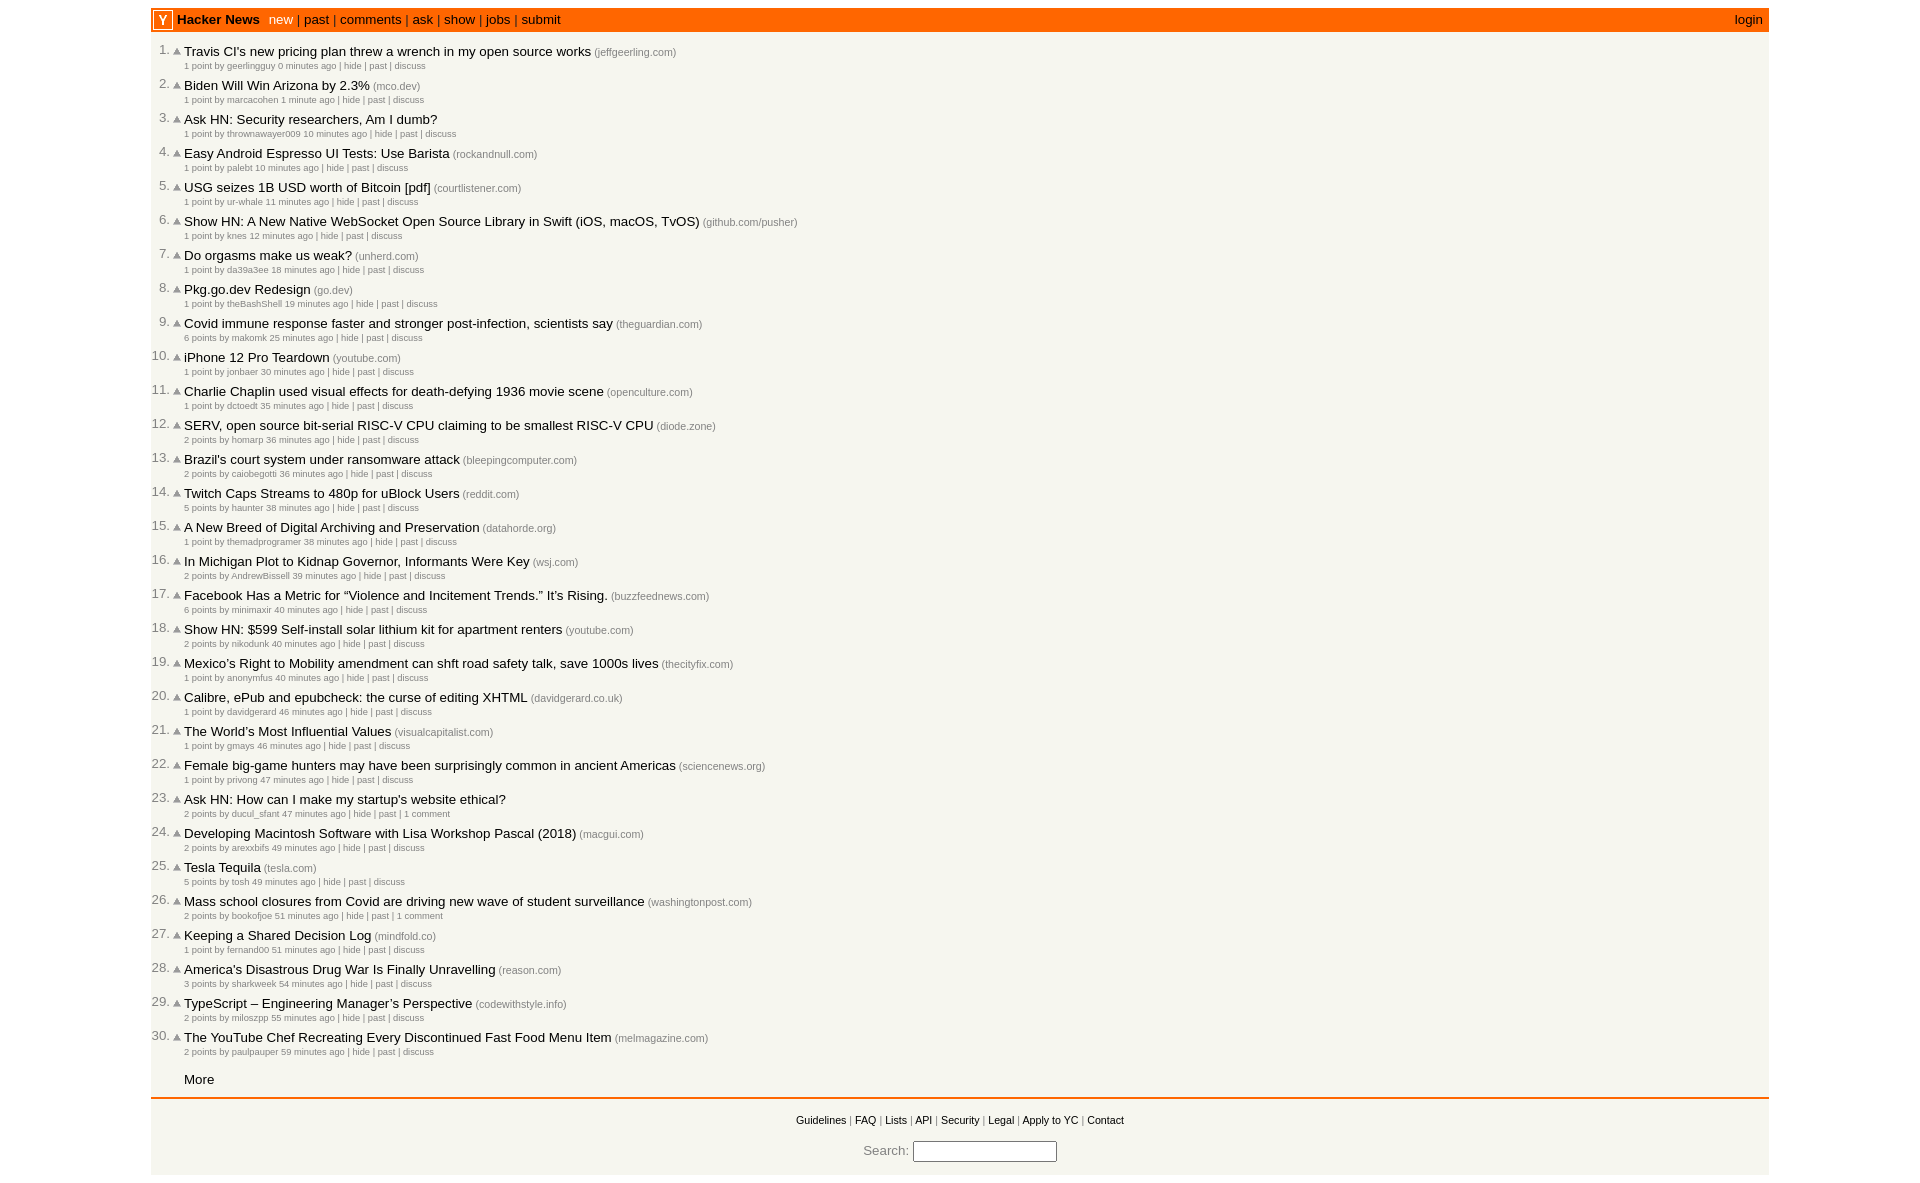 Y Hacker News new | past | comments | ask | show | jobs | submit login
1. Travis CI's new pricing plan threw a wrench in my open source works (jeffgeerling.com)
1 point by geerlingguy 0 minutes ago | hide | past | discuss
2. Biden Will Win Arizona by 2.3% (mco.dev)
1 point by marcacohen 1 minute ago | hide | past | discuss
3. Ask HN: Security researchers, Am I dumb?
1 point by thrownawayer009 10 minutes ago | hide | past | discuss
4. Easy Android Espresso UI Tests: Use Barista (rockandnull.com)
1 point by palebt 10 minutes ago | hide | past | discuss
5. USG seizes 1B USD worth of Bitcoin [pdf] (courtlistener.com)
1 point by ur-whale 11 minutes ago | hide | past | discuss
6. Show HN: A New Native WebSocket Open Source Library in Swift (iOS, macOS, TvOS) (github.com/pusher)
1 point by knes 12 minutes ago | hide | past | discuss
7. Do orgasms make us weak? (unherd.com)
1 point by da39a3ee 18 minutes ago | hide | past | discuss
8. Pkg.go.dev Redesign (go.dev)
1 point by theBashShell 19 minutes ago | hide | past | discuss
9. Covid immune response faster and stronger post-infection, scientists say (theguardian.com)
6 points by makomk 25 minutes ago | hide | past | discuss
10. iPhone 12 Pro Teardown (youtube.com)
1 point by jonbaer 30 minutes ago | hide | past | discuss
11. Charlie Chaplin used visual effects for death-defying 1936 movie scene (openculture.com)
1 point by dctoedt 35 minutes ago | hide | past | discuss
12. SERV, open source bit-serial RISC-V CPU claiming to be smallest RISC-V CPU (diode.zone)
2 points by homarp 36 minutes ago | hide | past | discuss
13. Brazil's court system under ransomware attack (bleepingcomputer.com)
2 points by caiobegotti 36 minutes ago | hide | past | discuss
14. Twitch Caps Streams to 480p for uBlock Users (reddit.com)
5 points by haunter 38 minutes ago | hide | past | discuss
15. A New Breed of Digital Archiving and Preservation (datahorde.org)
1 point by themadprogramer 38 minutes ago | hide | past | discuss
16. In Michigan Plot to Kidnap Governor, Informants Were Key (wsj.com)
2 points by AndrewBissell 39 minutes ago | hide | past | discuss
17. Facebook Has a Metric for “Violence and Incitement Trends.” It’s Rising. (buzzfeednews.com)
6 points by minimaxir 40 minutes ago | hide | past | discuss
18. Show HN: $599 Self-install solar lithium kit for apartment renters (youtube.com)
2 points by nikodunk 40 minutes ago | hide | past | discuss
19. Mexico’s Right to Mobility amendment can shft road safety talk, save 1000s lives (thecityfix.com)
1 point by anonymfus 40 minutes ago | hide | past | discuss
20. Calibre, ePub and epubcheck: the curse of editing XHTML (davidgerard.co.uk)
1 point by davidgerard 46 minutes ago | hide | past | discuss
21. The World’s Most Influential Values (visualcapitalist.com)
1 point by gmays 46 minutes ago | hide | past | discuss
22. Female big-game hunters may have been surprisingly common in ancient Americas (sciencenews.org)
1 point by privong 47 minutes ago | hide | past | discuss
23. Ask HN: How can I make my startup's website ethical?
2 points by ducul_sfant 47 minutes ago | hide | past | 1 comment
24. Developing Macintosh Software with Lisa Workshop Pascal (2018) (macgui.com)
2 points by arexxbifs 49 minutes ago | hide | past | discuss
25. Tesla Tequila (tesla.com)
5 points by tosh 49 minutes ago | hide | past | discuss
26. Mass school closures from Covid are driving new wave of student surveillance (washingtonpost.com)
2 points by bookofjoe 51 minutes ago | hide | past | 1 comment
27. Keeping a Shared Decision Log (mindfold.co)
1 point by fernand00 51 minutes ago | hide | past | discuss
28. America's Disastrous Drug War Is Finally Unravelling (reason.com)
3 points by sharkweek 54 minutes ago | hide | past | discuss
29. TypeScript – Engineering Manager’s Perspective (codewithstyle.info)
2 points by miloszpp 55 minutes ago | hide | past | discuss
30. The YouTube Chef Recreating Every Discontinued Fast Food Menu Item (melmagazine.com)
2 points by paulpauper 59 minutes ago | hide | past | discuss
More
Guidelines | FAQ | Lists | API | Security | Legal | Apply to YC | Contact
Search: